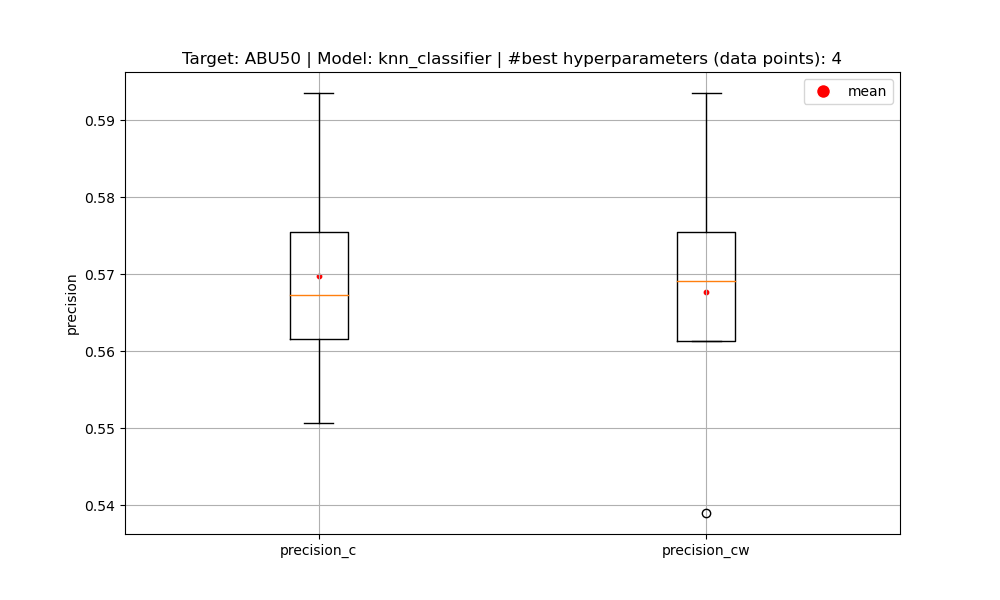 Target: ABU50 | Model: knn_classifier | #best hyperparameters (data points): 4
mean
0.59
0.58
0.57
0.56
0.55
0.54
precision
precision_c
precision_cw